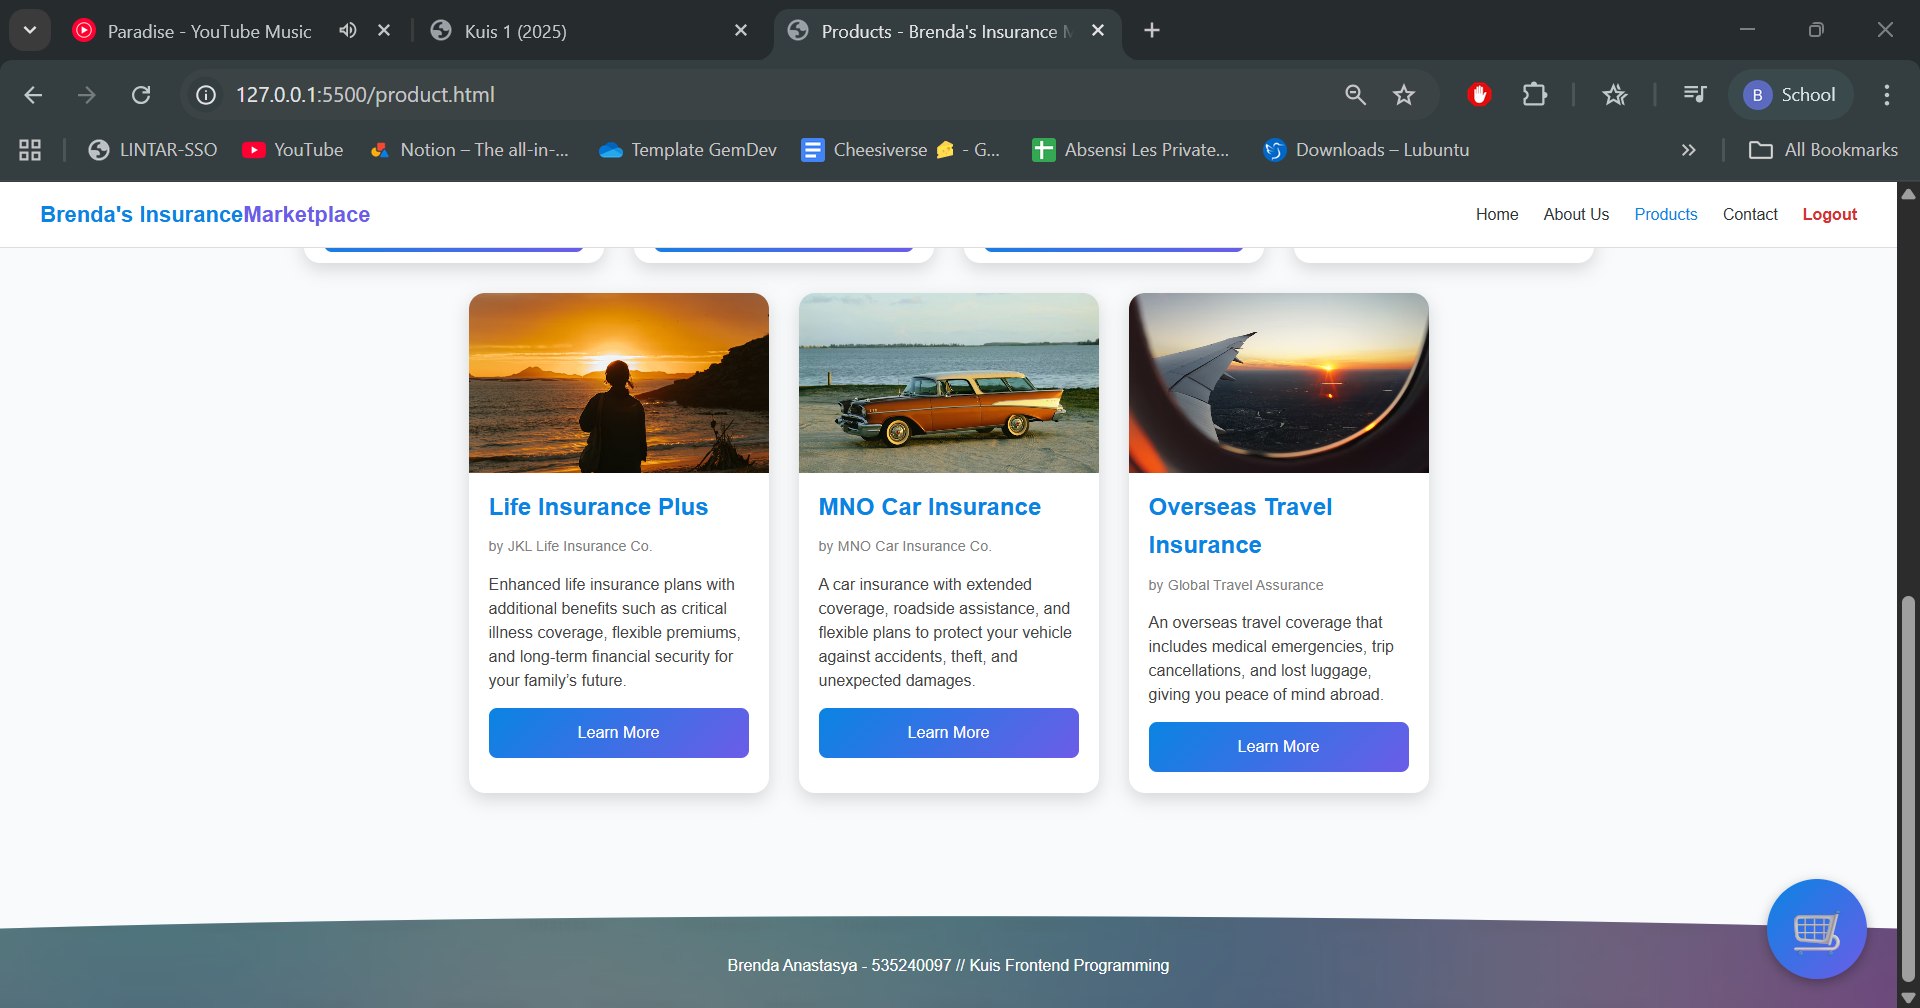 Paradise - YouTube Music
Kuis 1 (2025)
Products - Brenda's Insurance
127.0.0.1:5500/product.html
B School
LINTAR-SSO
YouTube
Notion – The all-in-...
Template GemDev
Cheesiverse 🧀 - G...
Absensi Les Private...
Downloads – Lubuntu
All Bookmarks
Brenda's InsuranceMarketplace
Home
About Us
Products
Contact
Logout
Life Insurance Plus
by JKL Life Insurance Co.
Enhanced life insurance plans with
additional benefits such as critical
illness coverage, flexible premiums,
and long-term financial security for
your family’s future.
Learn More
MNO Car Insurance
by MNO Car Insurance Co.
A car insurance with extended
coverage, roadside assistance, and
flexible plans to protect your vehicle
against accidents, theft, and
unexpected damages.
Learn More
Overseas Travel
Insurance
by Global Travel Assurance
An overseas travel coverage that
includes medical emergencies, trip
cancellations, and lost luggage,
giving you peace of mind abroad.
Learn More
Brenda Anastasya - 535240097 // Kuis Frontend Programming